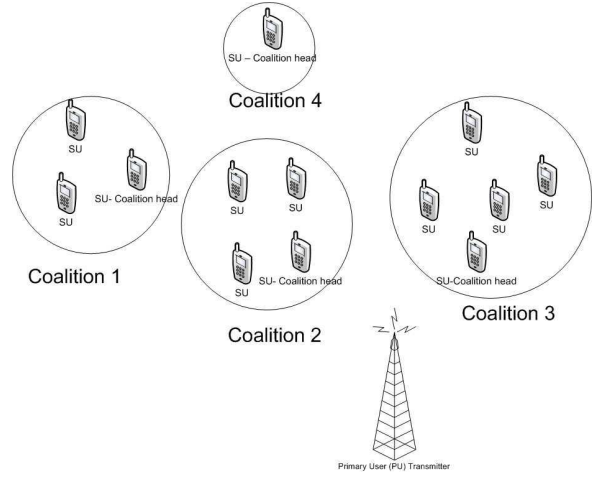 SU – Coalition head
Coalition 4
SU
SU- Coalition head
SU
Coalition 1
SU
SU
SU
SU- Coalition head
Coalition 2
SU
SU
SU
SU
SU-Coalition head
Coalition 3
Primary User (PU) Transmitter